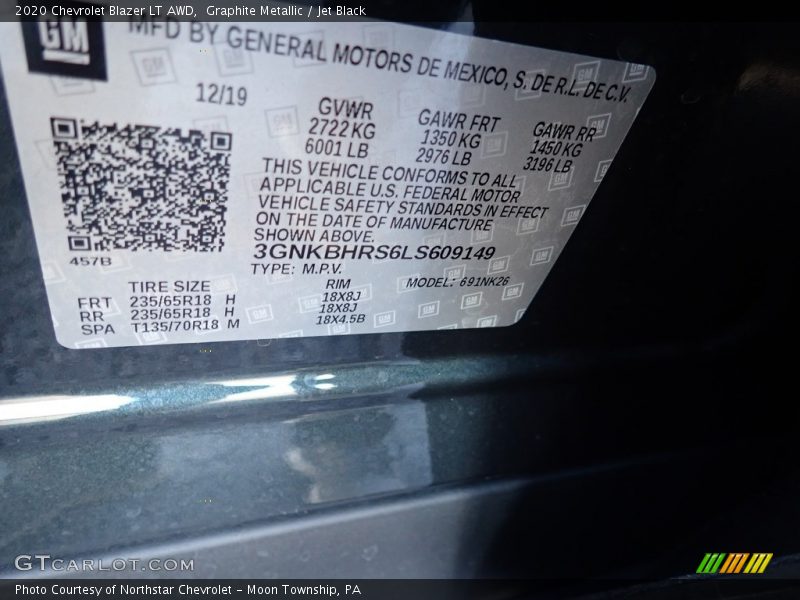 2020 Chevrolet Blazer LT AWD, Graphite Metallic / Jet Black
GM
MFD BY GENERAL MOTORS DE MEXICO, S. DE R.L. DE C.V.
12/19
GVWR GAWR FRT GAWR RR
2722 KG 1350 KG 1450 KG
6001 LB 2976 LB 3196 LB
THIS VEHICLE CONFORMS TO ALL
APPLICABLE U.S. FEDERAL MOTOR
VEHICLE SAFETY STANDARDS IN EFFECT
ON THE DATE OF MANUFACTURE
SHOWN ABOVE.
457B 3GNKBHRS6LS609149
TYPE: M.P.V. MODEL: 691NK26
TIRE SIZE RIM
FRT 235/65R18 H 18X8J
RR 235/65R18 H 18X8J
SPA T135/70R18 M 18X4.5B
GTCARLOT.COM
Photo Courtesy of Northstar Chevrolet - Moon Township, PA